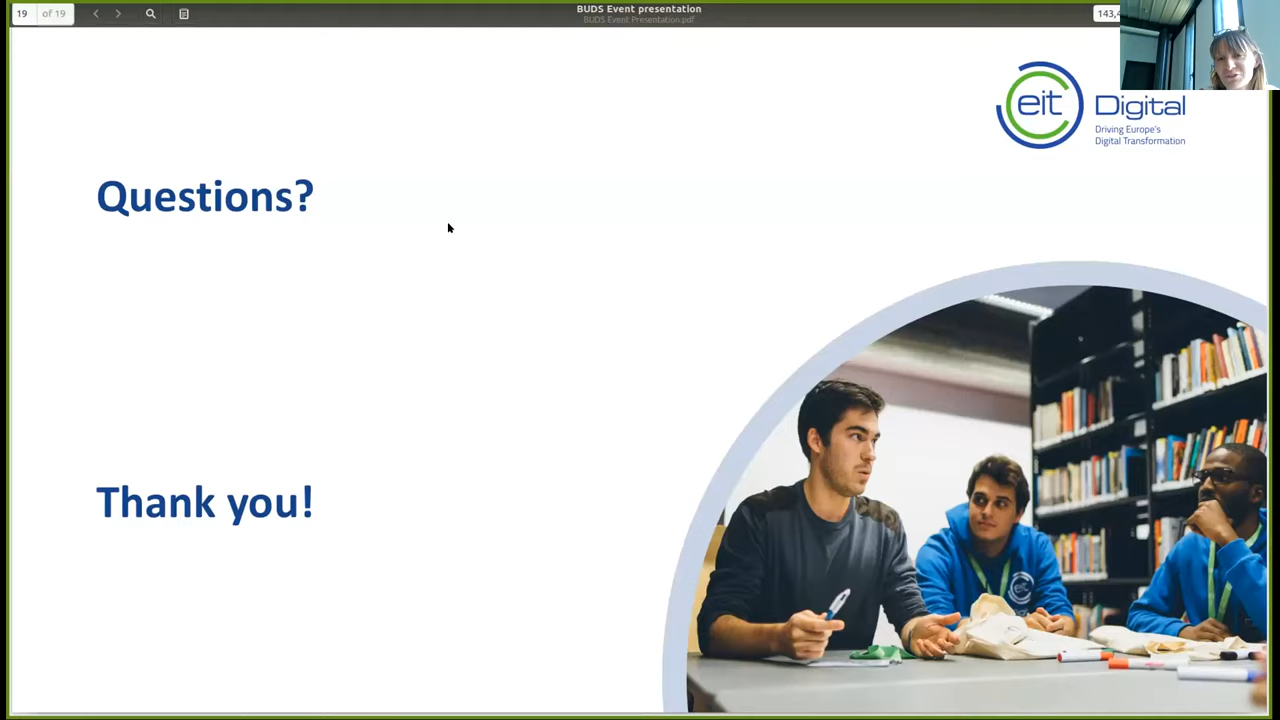 19 of 19
BUDS Event presentation
BUDS Event Presentation.pdf
143,4
eit Digital
Driving Europe's
Digital Transformation
Questions?
Thank you!
eit